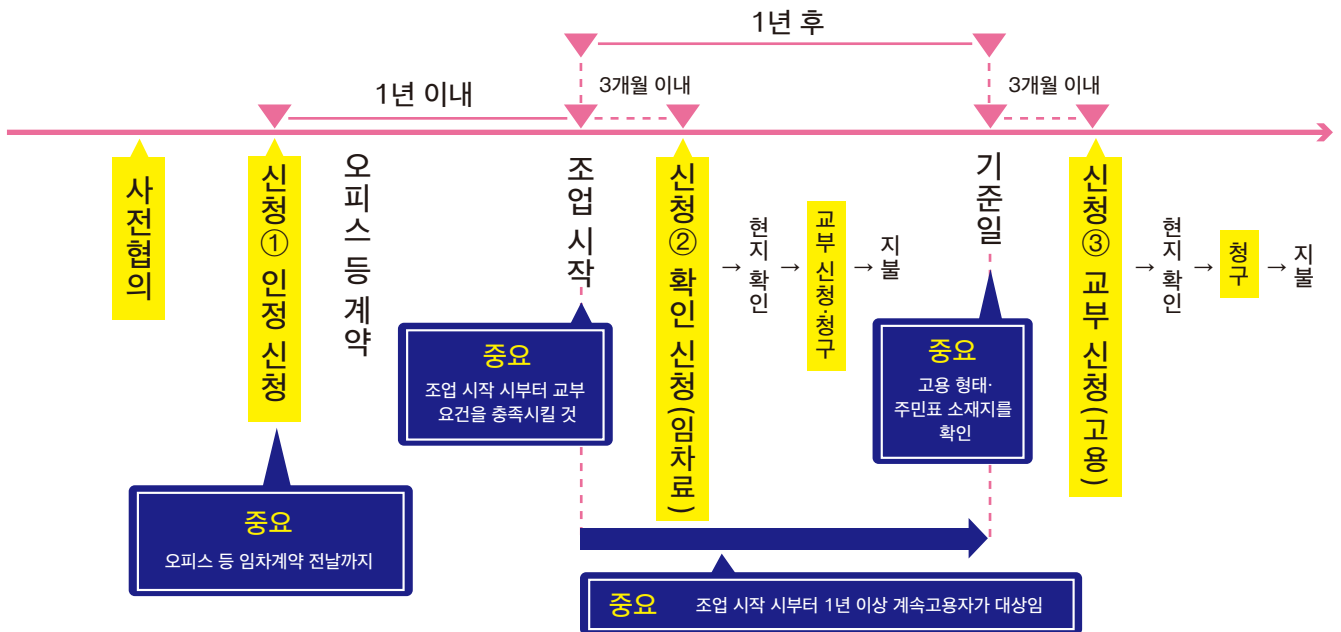 1년 후
1년 이내
3개월 이내
3개월 이내
사전협의
신청① 인정 신청
오피스 등 계약
조업 시작
신청② 확인 신청(임차료)
→ 현지 확인 → 교부 신청·청구 → 지불
기준일
신청③ 교부 신청(고용)
→ 현지 확인 → 청구 → 지불
중요
조업 시작 시부터 교부
요건을 충족시킬 것
중요
고용 형태·
주민표 소재지를
확인
중요
오피스 등 임차계약 전날까지
중요 조업 시작 시부터 1년 이상 계속고용자가 대상임